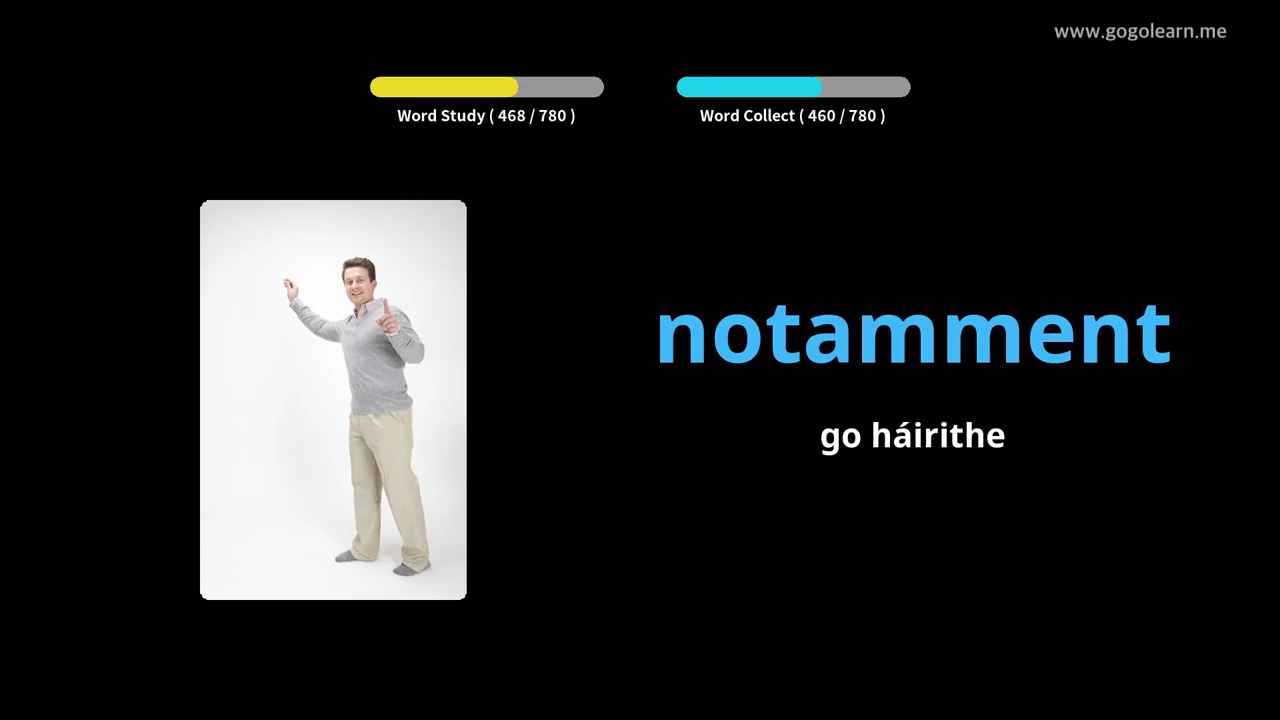 www.gogolearn.me
Word Study ( 468 / 780 )
Word Collect ( 460 / 780 )
notamment
go háirithe